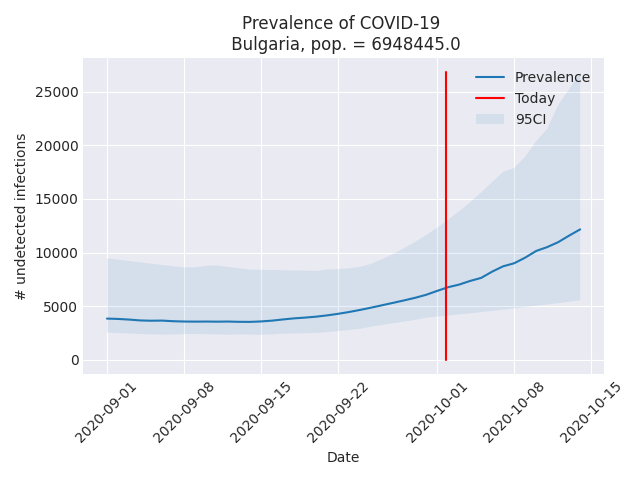 Prevalence of COVID-19
Bulgaria, pop. = 6948445.0
Prevalence
Today
95CI
25000
20000
15000
10000
5000
0
# undetected infections
2020-09-01
2020-09-08
2020-09-15
2020-09-22
2020-10-01
2020-10-08
2020-10-15
Date